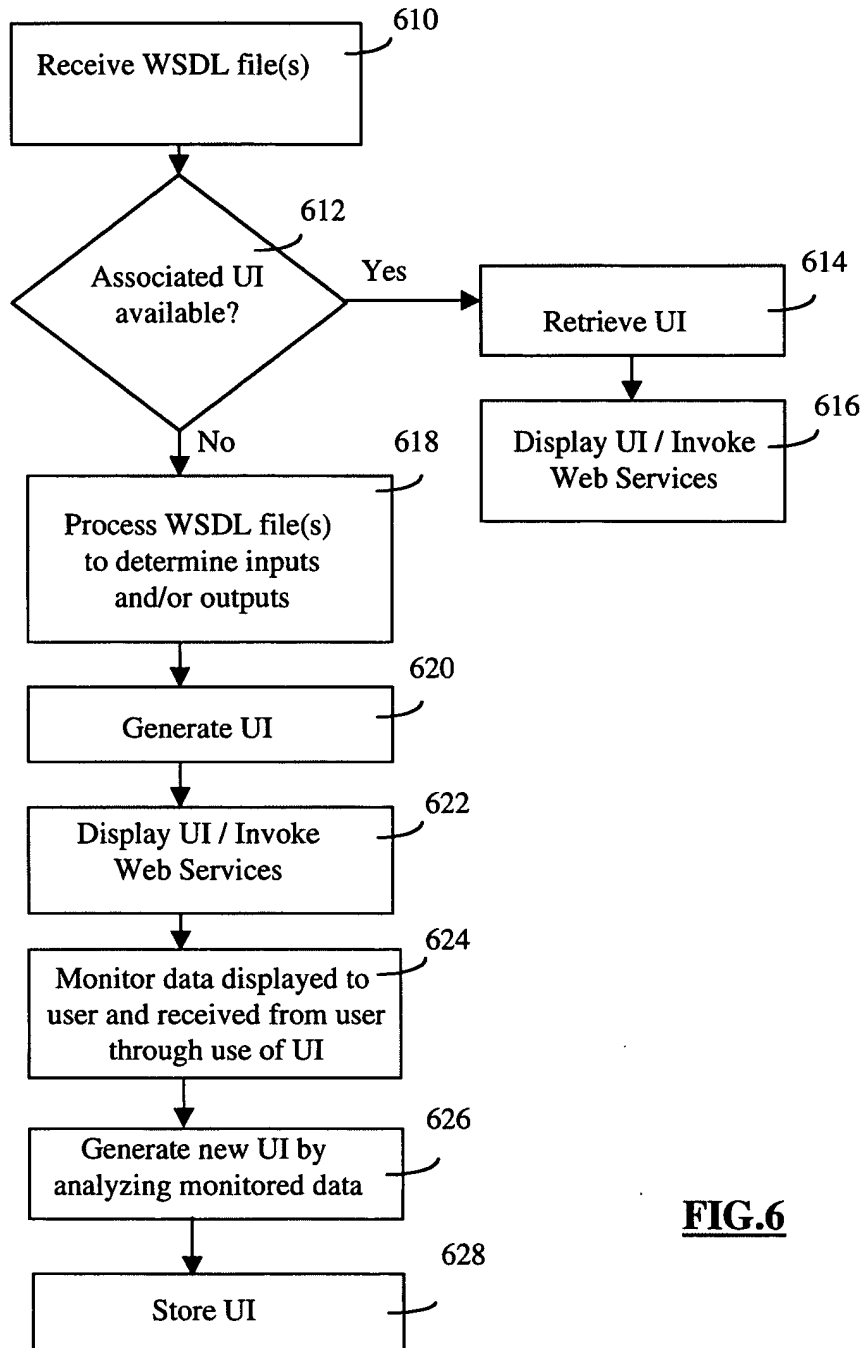 610
Receive WSDL file(s)
612
Associated UI
available?
Yes
614
Retrieve UI
616
Display UI / Invoke
Web Services
No
618
Process WSDL file(s)
to determine inputs
and/or outputs
620
Generate UI
622
Display UI / Invoke
Web Services
624
Monitor data displayed to
user and received from user
through use of UI
626
Generate new UI by
analyzing monitored data
628
Store UI
FIG.6